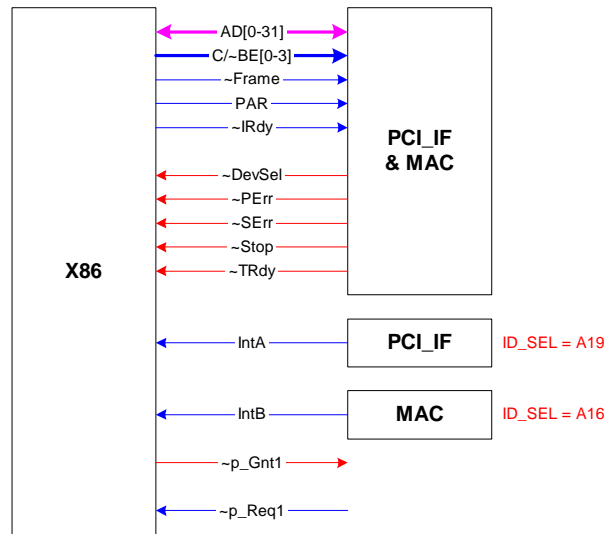 AD[0-31]
C/~BE[0-3]
~Frame
PAR
~IRdy
PCI_IF
& MAC
~DevSel
~PErr
~SErr
~Stop
~TRdy
X86
IntA
PCI_IF
ID_SEL = A19
IntB
MAC
ID_SEL = A16
~p_Gnt1
~p_Req1